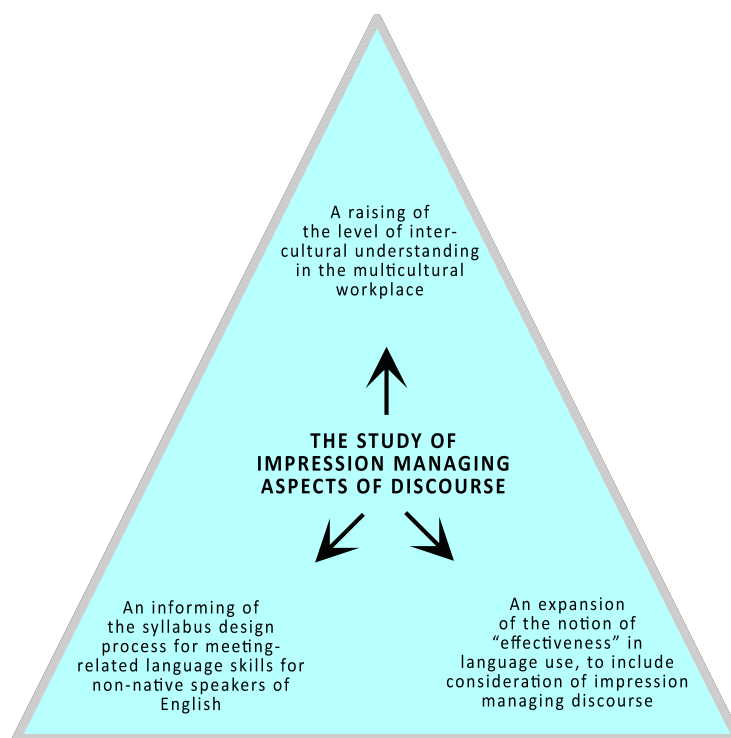 A raising of
the level of inter-
cultural understanding
in the multicultural
workplace
THE STUDY OF
IMPRESSION MANAGING
ASPECTS OF DISCOURSE
An informing of
the syllabus design
process for meeting-
related language skills for
non-native speakers of
English
An expansion
of the notion of
“effectiveness” in
language use, to include
consideration of impression
managing discourse